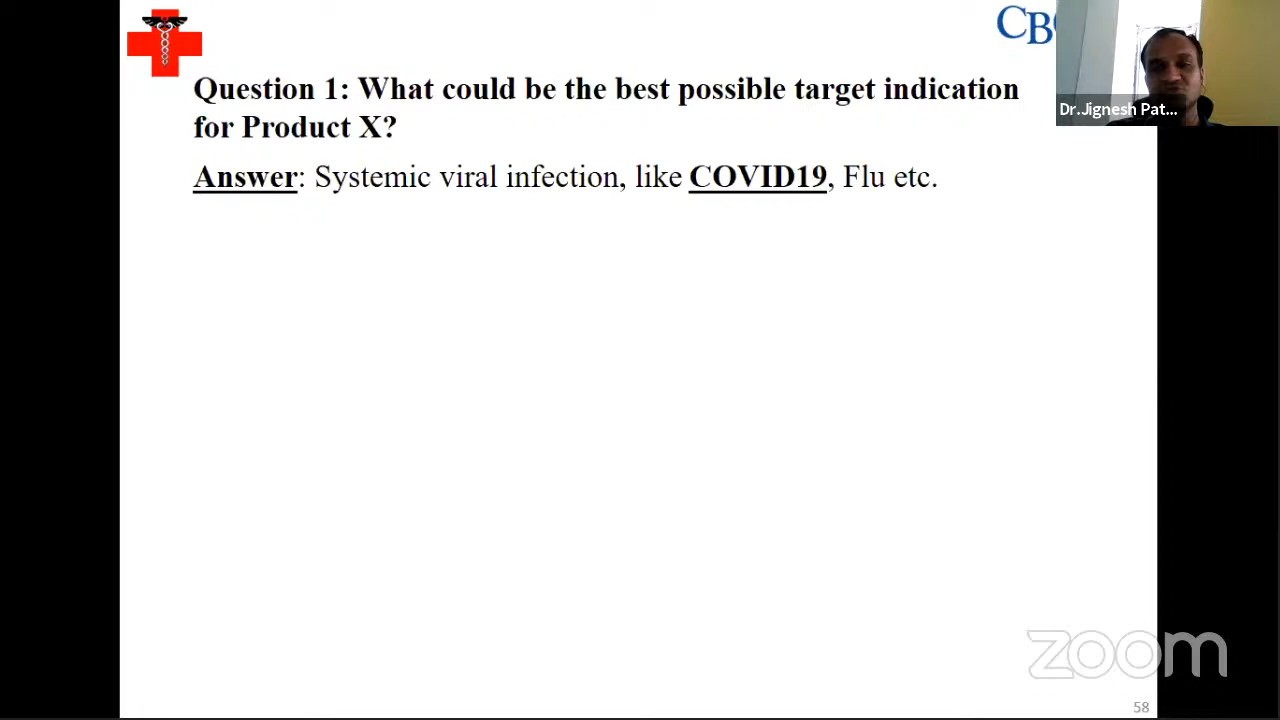 CB
Question 1: What could be the best possible target indication
for Product X?
Answer: Systemic viral infection, like COVID19, Flu etc.
Dr.Jignesh Pat...
zoom
58